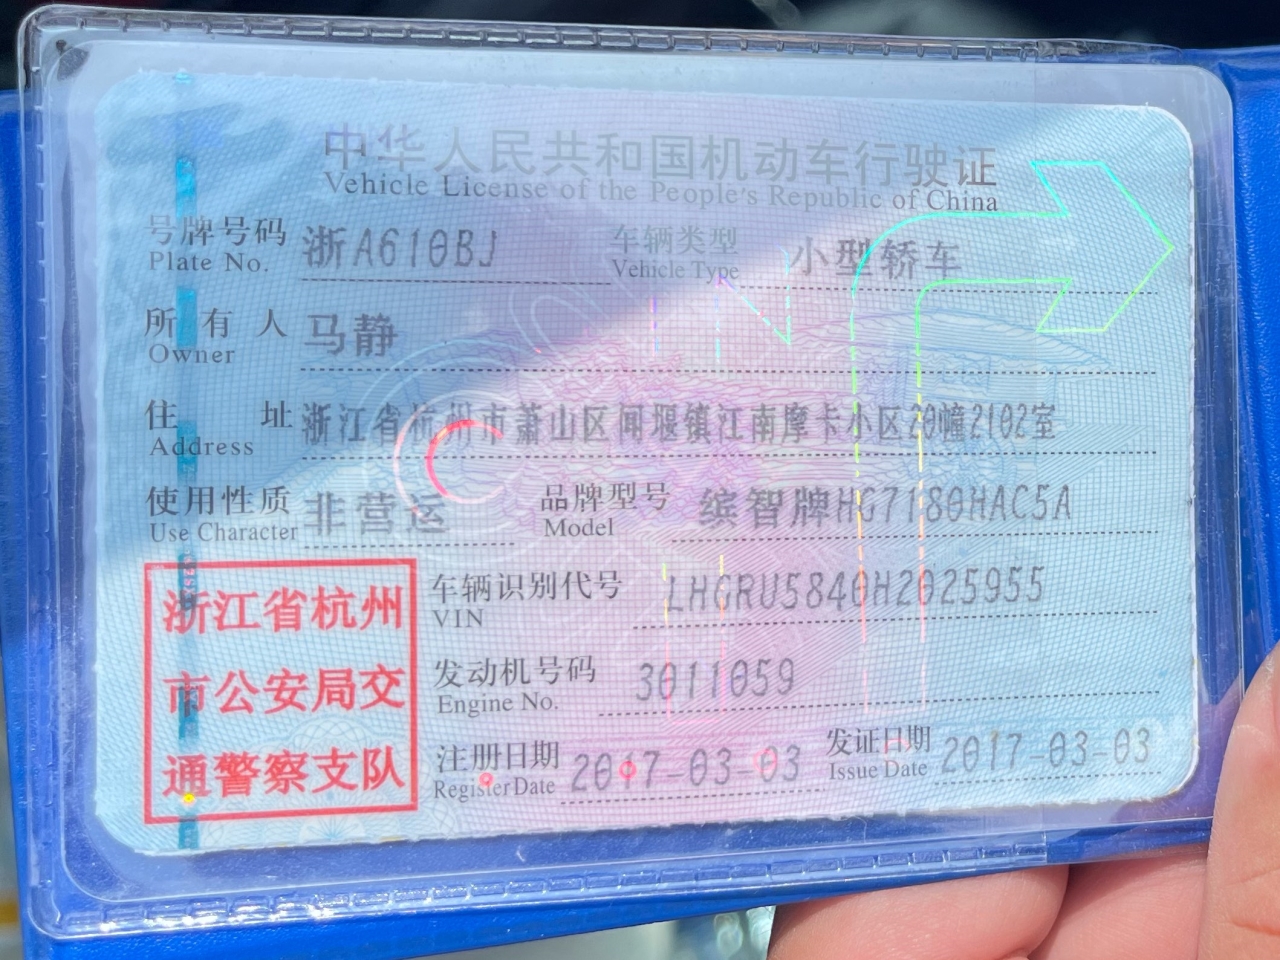 中华人民共和国机动车行驶证
Vehicle License of the People's Republic of China
号牌号码 浙A610BJ 车辆类型 小型轿车
Plate No. Vehicle Type
所有人 马静
Owner
住址 浙江省杭州市萧山区闻堰镇江南摩卡小区20幢2102室
Address
使用性质 非营运 品牌型号 缤智牌HG7180HAC5A
Use Character Model
浙江省杭州
市公安局交
通警察支队
车辆识别代号 LHGRU5840H2025955
VIN
发动机号码 3011059
Engine No.
注册日期 2017-03-03 发证日期 2017-03-03
Register Date Issue Date